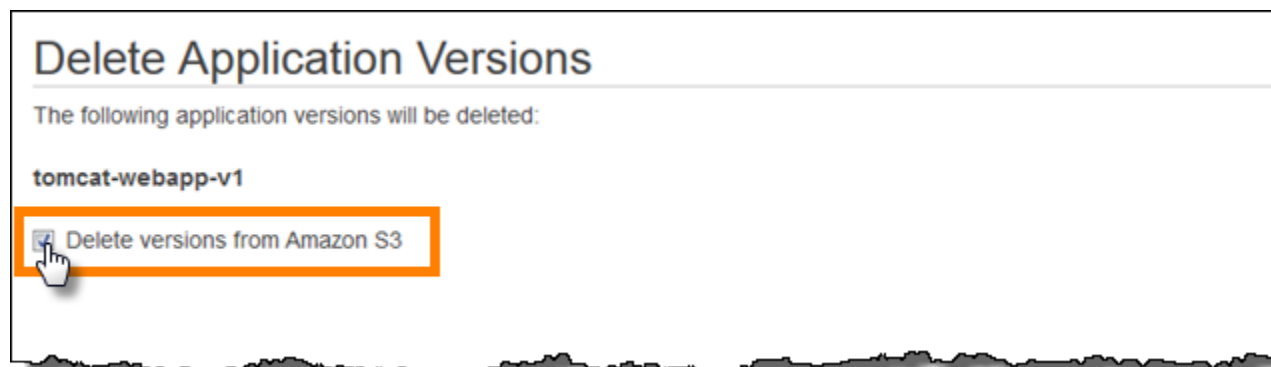 Delete Application Versions
The following application versions will be deleted:
tomcat-webapp-v1
Delete versions from Amazon S3